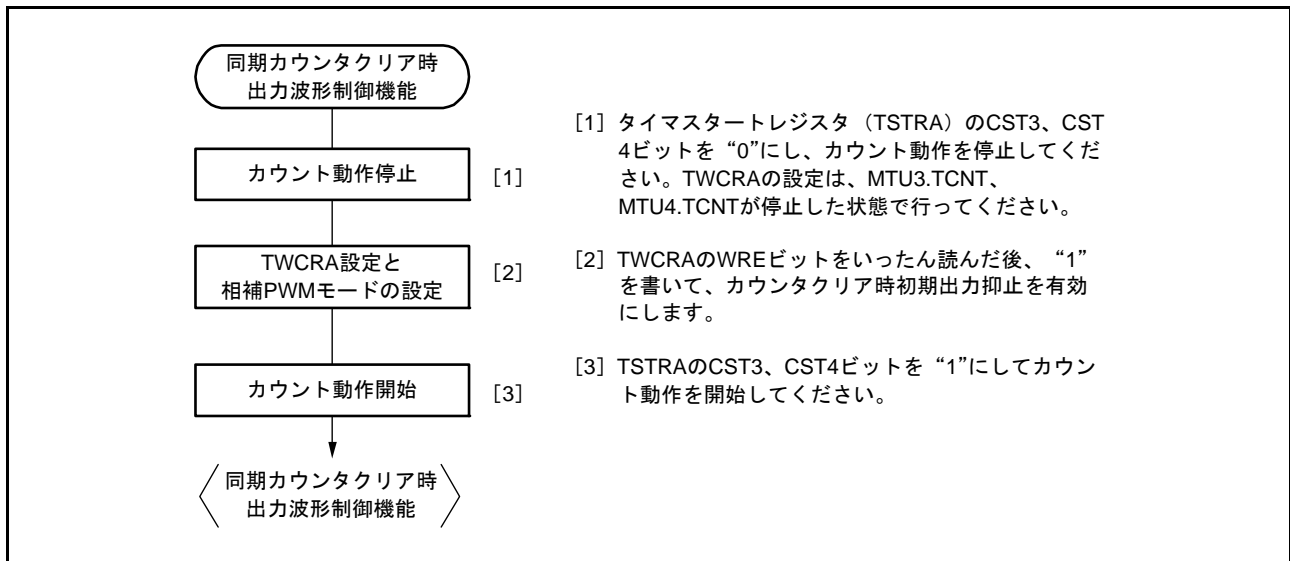 同期カウンタクリア時
出力波形制御機能
カウント動作停止
[1]
[1] タイマスタートレジスタ（TSTRA）のCST3、CST
4ビットを “0”にし、カウント動作を停止してくだ
さい。TWCRAの設定は、MTU3.TCNT、
MTU4.TCNTが停止した状態で行ってください。
TWCRA設定と
相補PWMモードの設定
[2]
[2] TWCRAのWREビットをいったん読んだ後、“1”
を書いて、カウンタクリア時初期出力抑止を有効
にします。
カウント動作開始
[3]
[3] TSTRAのCST3、CST4ビットを “1”にしてカウン
ト動作を開始してください。
同期カウンタクリア時
出力波形制御機能